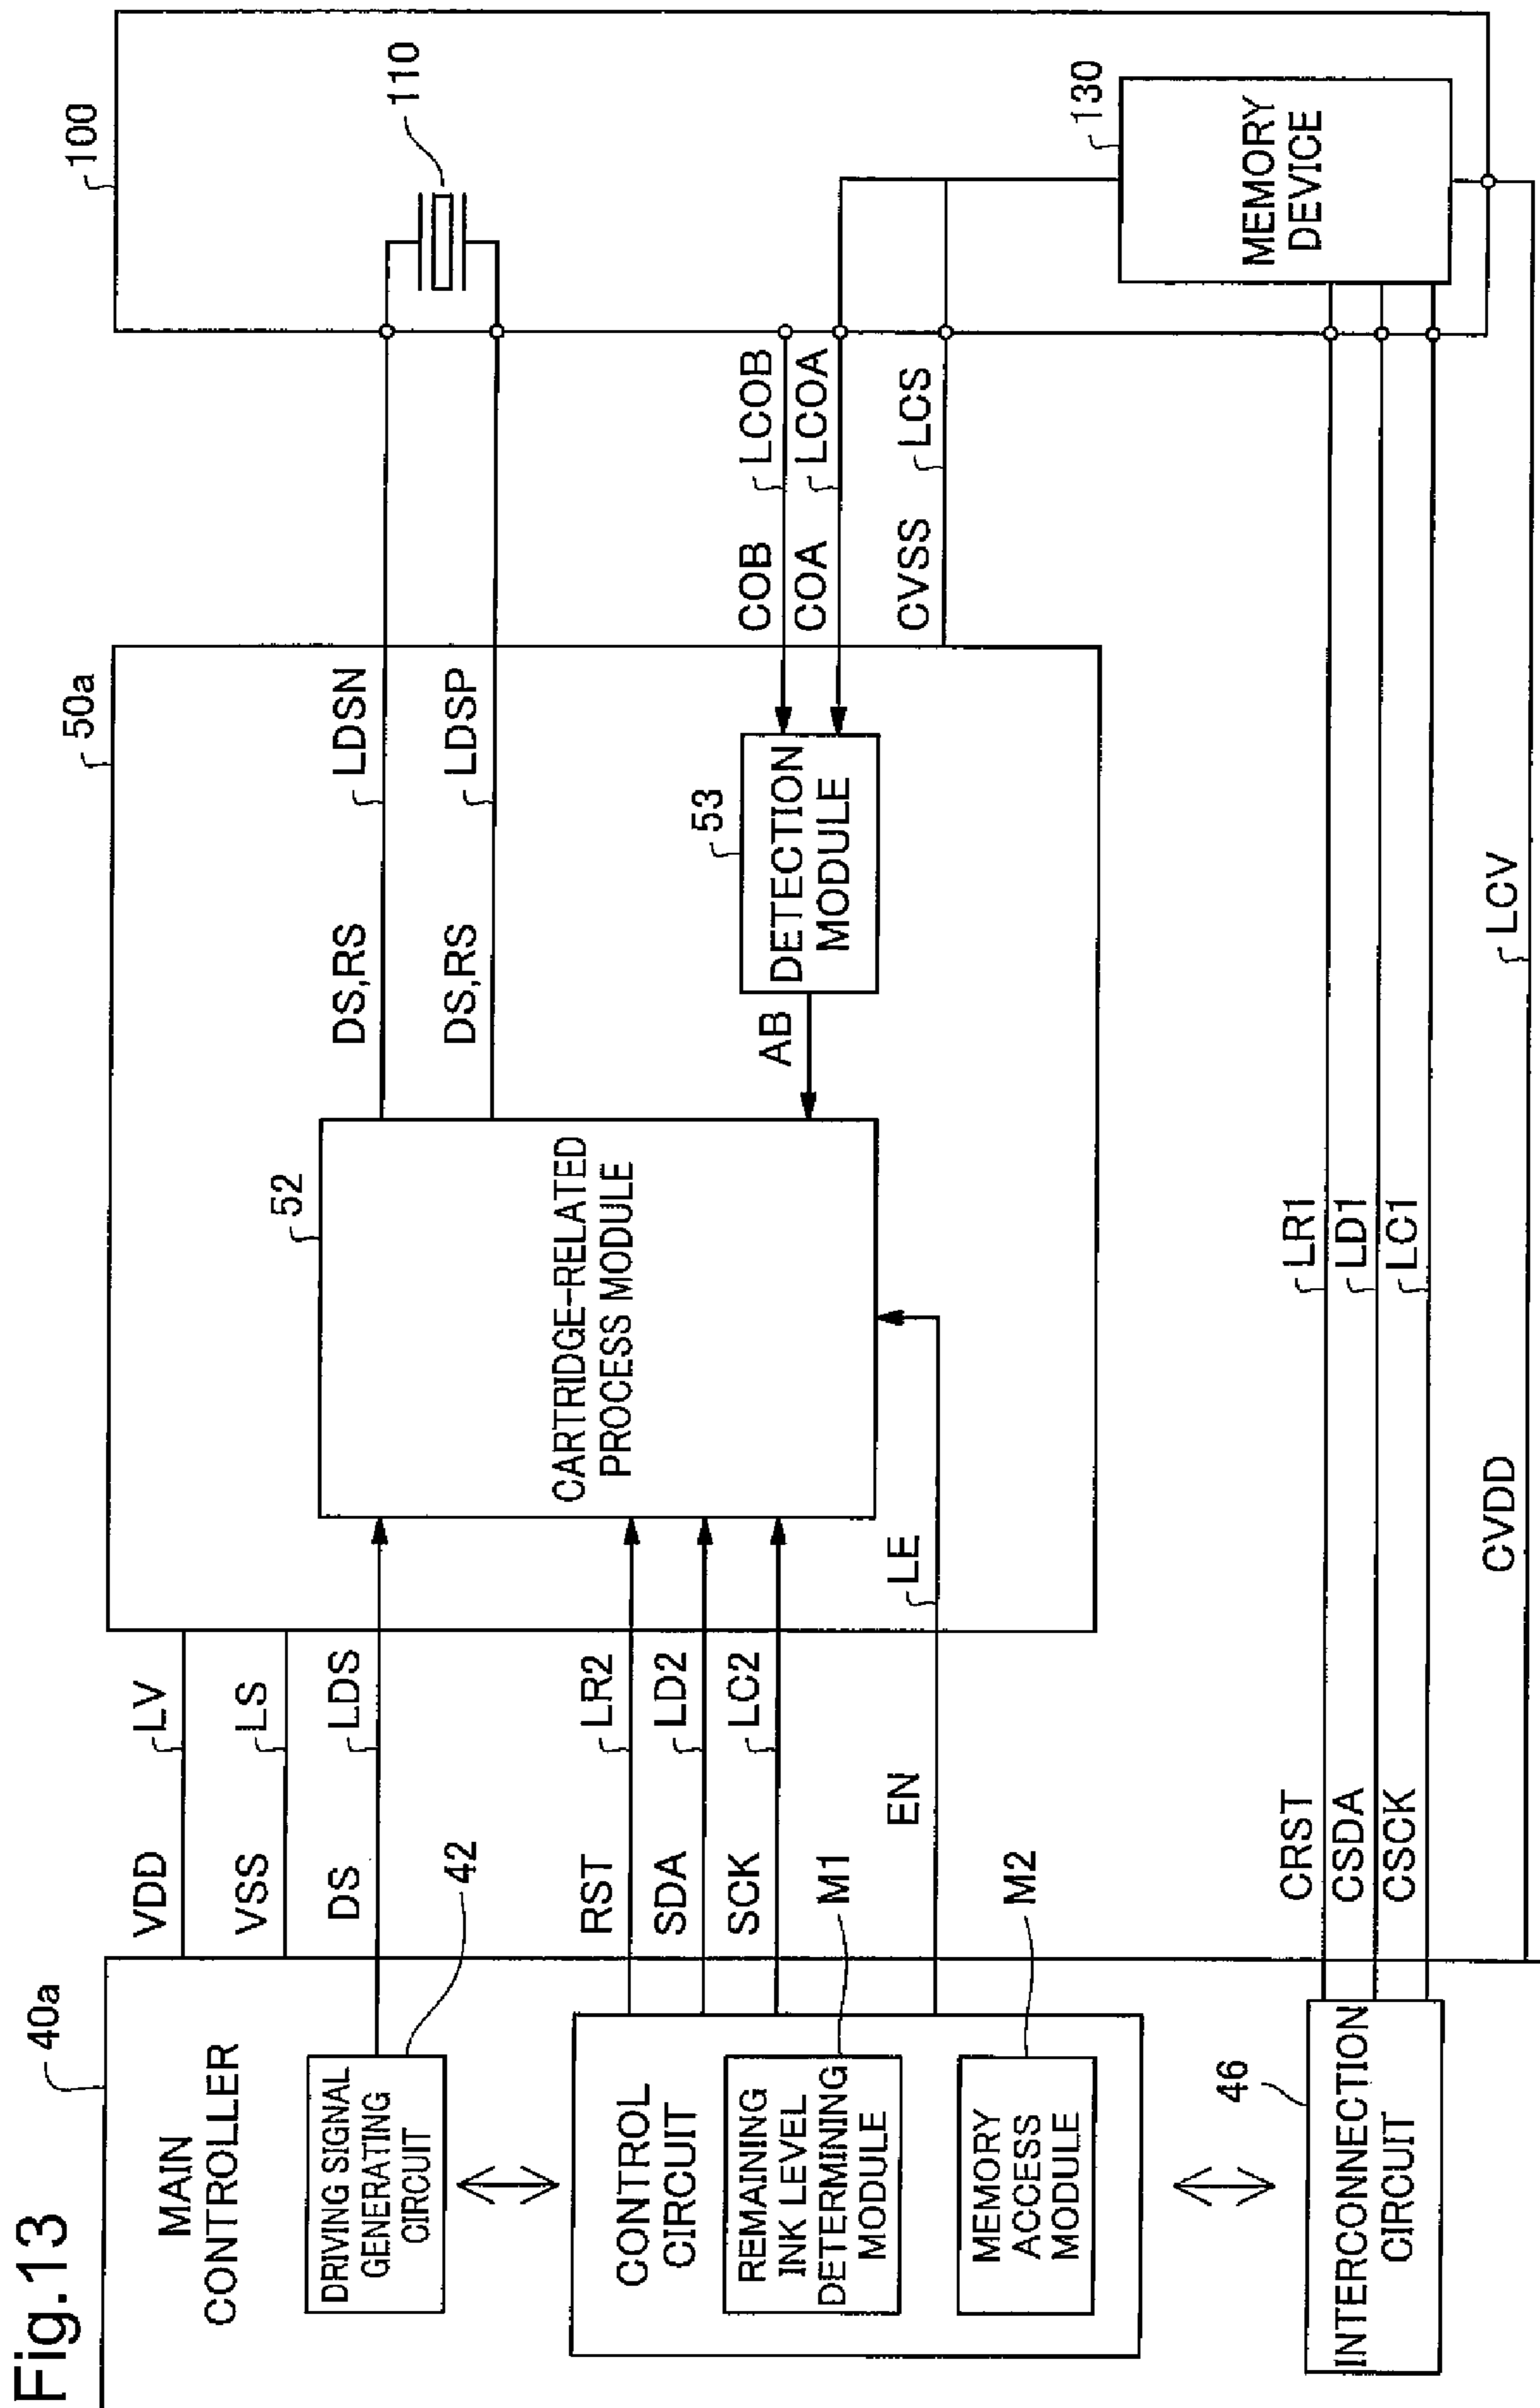 Fig.13
40a
MAIN
CONTROLLER
DRIVING SIGNAL
GENERATING
CIRCUIT
42
CONTROL
CIRCUIT
REMAINING
INK LEVEL
DETERMINING
MODULE
M1
MEMORY
ACCESS
MODULE
M2
46
INTERCONNECTION
CIRCUIT
VDD
LV
VSS
LS
DS
LDS
RST
LR2
SDA
LD2
SCK
LC2
EN
LE
CRST
LR1
CSDA
LD1
CSCK
LC1
CVDD
LCV
50a
52
CARTRIDGE-RELATED
PROCESS MODULE
DS,RS
LDSN
DS,RS
LDSP
AB
53
DETECTION
MODULE
COB
LCOB
COA
LCOA
CVSS
LCS
100
110
130
MEMORY
DEVICE